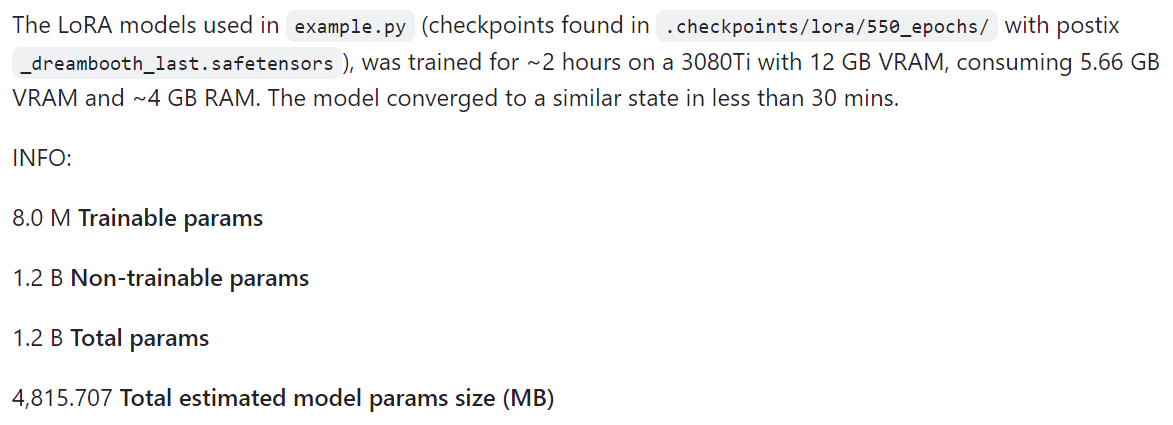 The LoRA models used in example.py (checkpoints found in .checkpoints/lora/550_epochs/ with postix
_dreambooth_last.safetensors ), was trained for ~2 hours on a 3080Ti with 12 GB VRAM, consuming 5.66 GB
VRAM and ~4 GB RAM. The model converged to a similar state in less than 30 mins.
INFO:
8.0 M Trainable params
1.2 B Non-trainable params
1.2 B Total params
4,815.707 Total estimated model params size (MB)